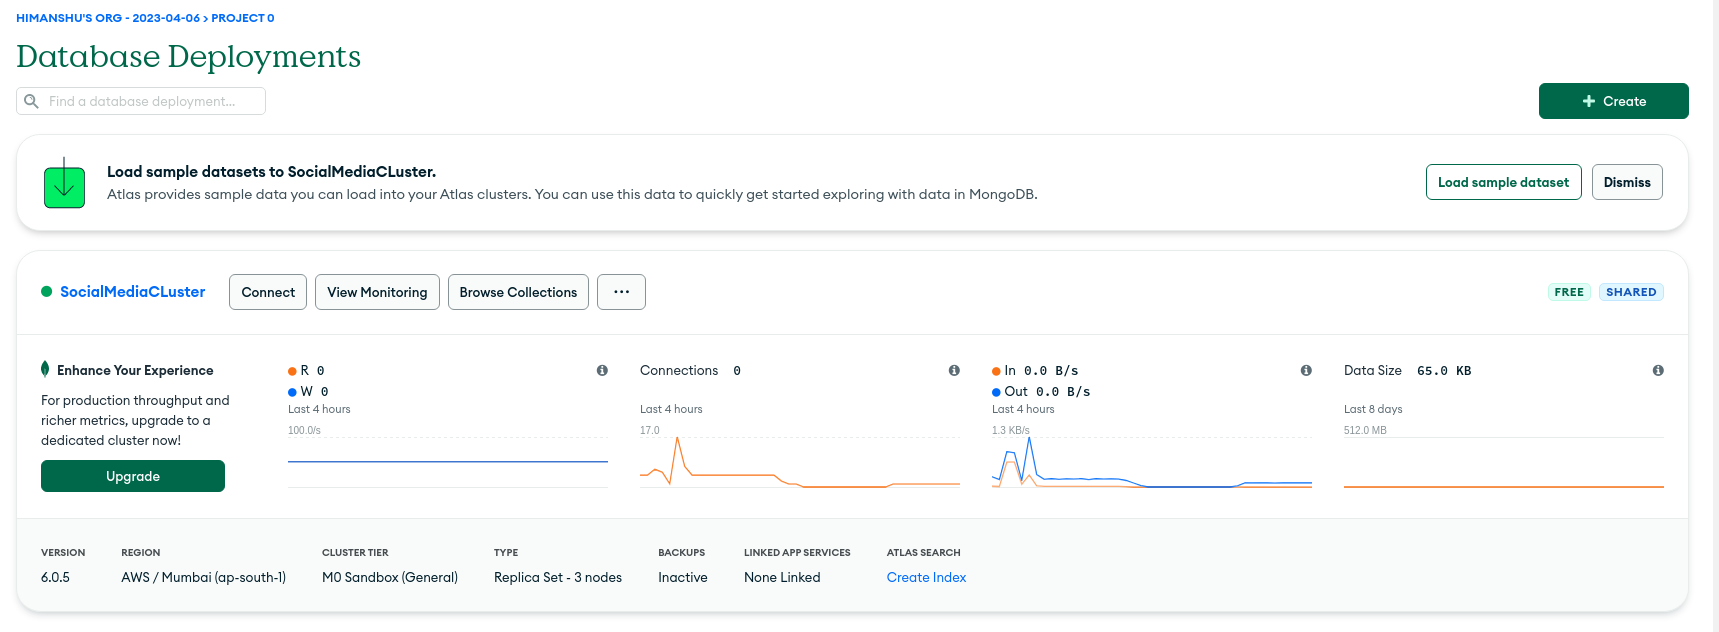 HIMANSHU'S ORG - 2023-04-06 > PROJECT 0
Database Deployments
Find a database deployment...
Create
Load sample datasets to SocialMediaCLuster.
Atlas provides sample data you can load into your Atlas clusters. You can use this data to quickly get started exploring with data in MongoDB.
Load sample dataset
Dismiss
SocialMediaCLuster
Connect
View Monitoring
Browse Collections
...
FREE
SHARED
Enhance Your Experience
For production throughput and
richer metrics, upgrade to a
dedicated cluster now!
Upgrade
R 0
W 0
Last 4 hours
100.0/s
Connections 0
Last 4 hours
17.0
In 0.0 B/s
Out 0.0 B/s
Last 4 hours
1.3 KB/s
Data Size 65.0 KB
Last 8 days
512.0 MB
VERSION
6.0.5
REGION
AWS / Mumbai (ap-south-1)
CLUSTER TIER
M0 Sandbox (General)
TYPE
Replica Set - 3 nodes
BACKUPS
Inactive
LINKED APP SERVICES
None Linked
ATLAS SEARCH
Create Index